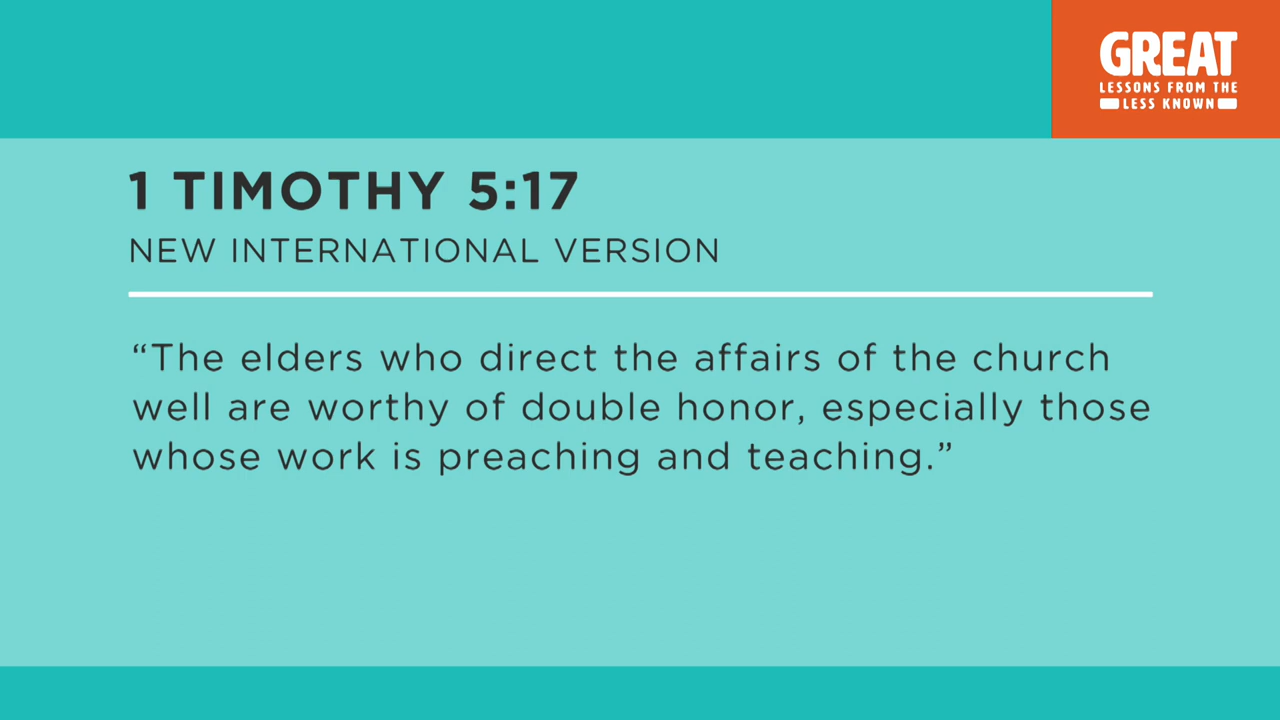 GREAT
LESSONS FROM THE
LESS KNOWN
1 TIMOTHY 5:17
NEW INTERNATIONAL VERSION
“The elders who direct the affairs of the church
well are worthy of double honor, especially those
whose work is preaching and teaching.”